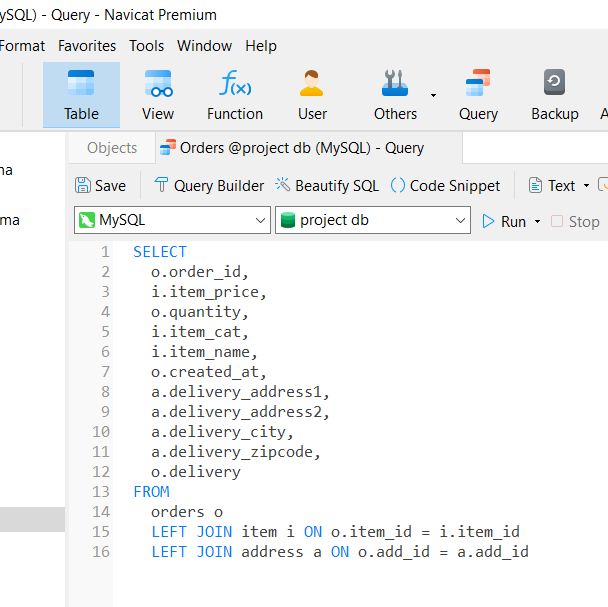 ySQL) - Query - Navicat Premium
Format Favorites Tools Window Help
Table View Function User Others Query Backup A
na
ma
Objects Orders @project db (MySQL) - Query
Save Query Builder Beautify SQL () Code Snippet Text
MySQL project db Run Stop
1 SELECT
2 o.order_id,
3 i.item_price,
4 o.quantity,
5 i.item_cat,
6 i.item_name,
7 o.created_at,
8 a.delivery_address1,
9 a.delivery_address2,
10 a.delivery_city,
11 a.delivery_zipcode,
12 o.delivery
13 FROM
14 orders o
15 LEFT JOIN item i ON o.item_id = i.item_id
16 LEFT JOIN address a ON o.add_id = a.add_id